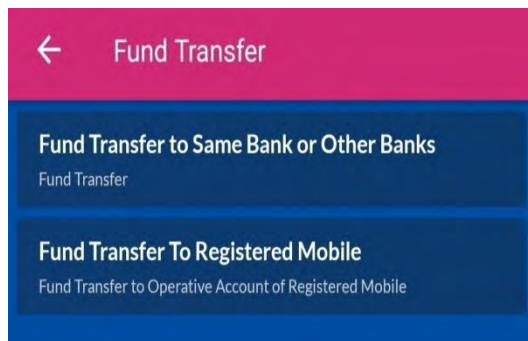 Fund Transfer
Fund Transfer to Same Bank or Other Banks
Fund Transfer
Fund Transfer To Registered Mobile
Fund Transfer to Operative Account of Registered Mobile